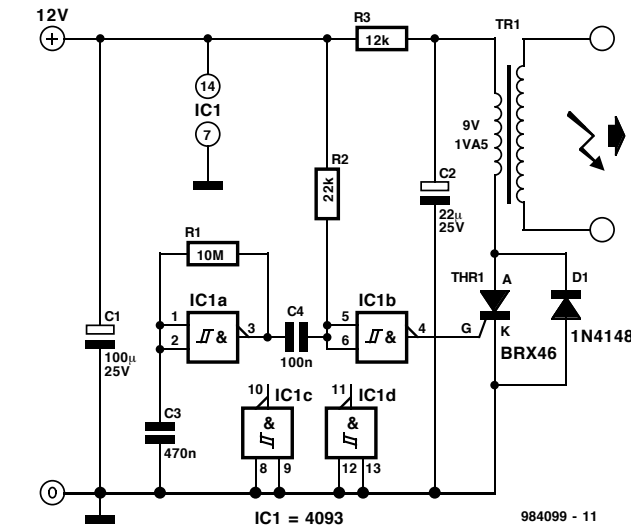 12V
+
R3
12k
TR1
14
IC1
7
9V
1VA5
R2
22k
C2
22µ
25V
R1
10M
THR1
A
D1
IC1a
C4
IC1b
C1
1
2
&
3
5
6
&
4
G
K
1N4148
100µ
25V
100n
BRX46
10
IC1c
11
IC1d
C3
470n
&
&
8
9
12
13
0
IC1 = 4093
984099 - 11